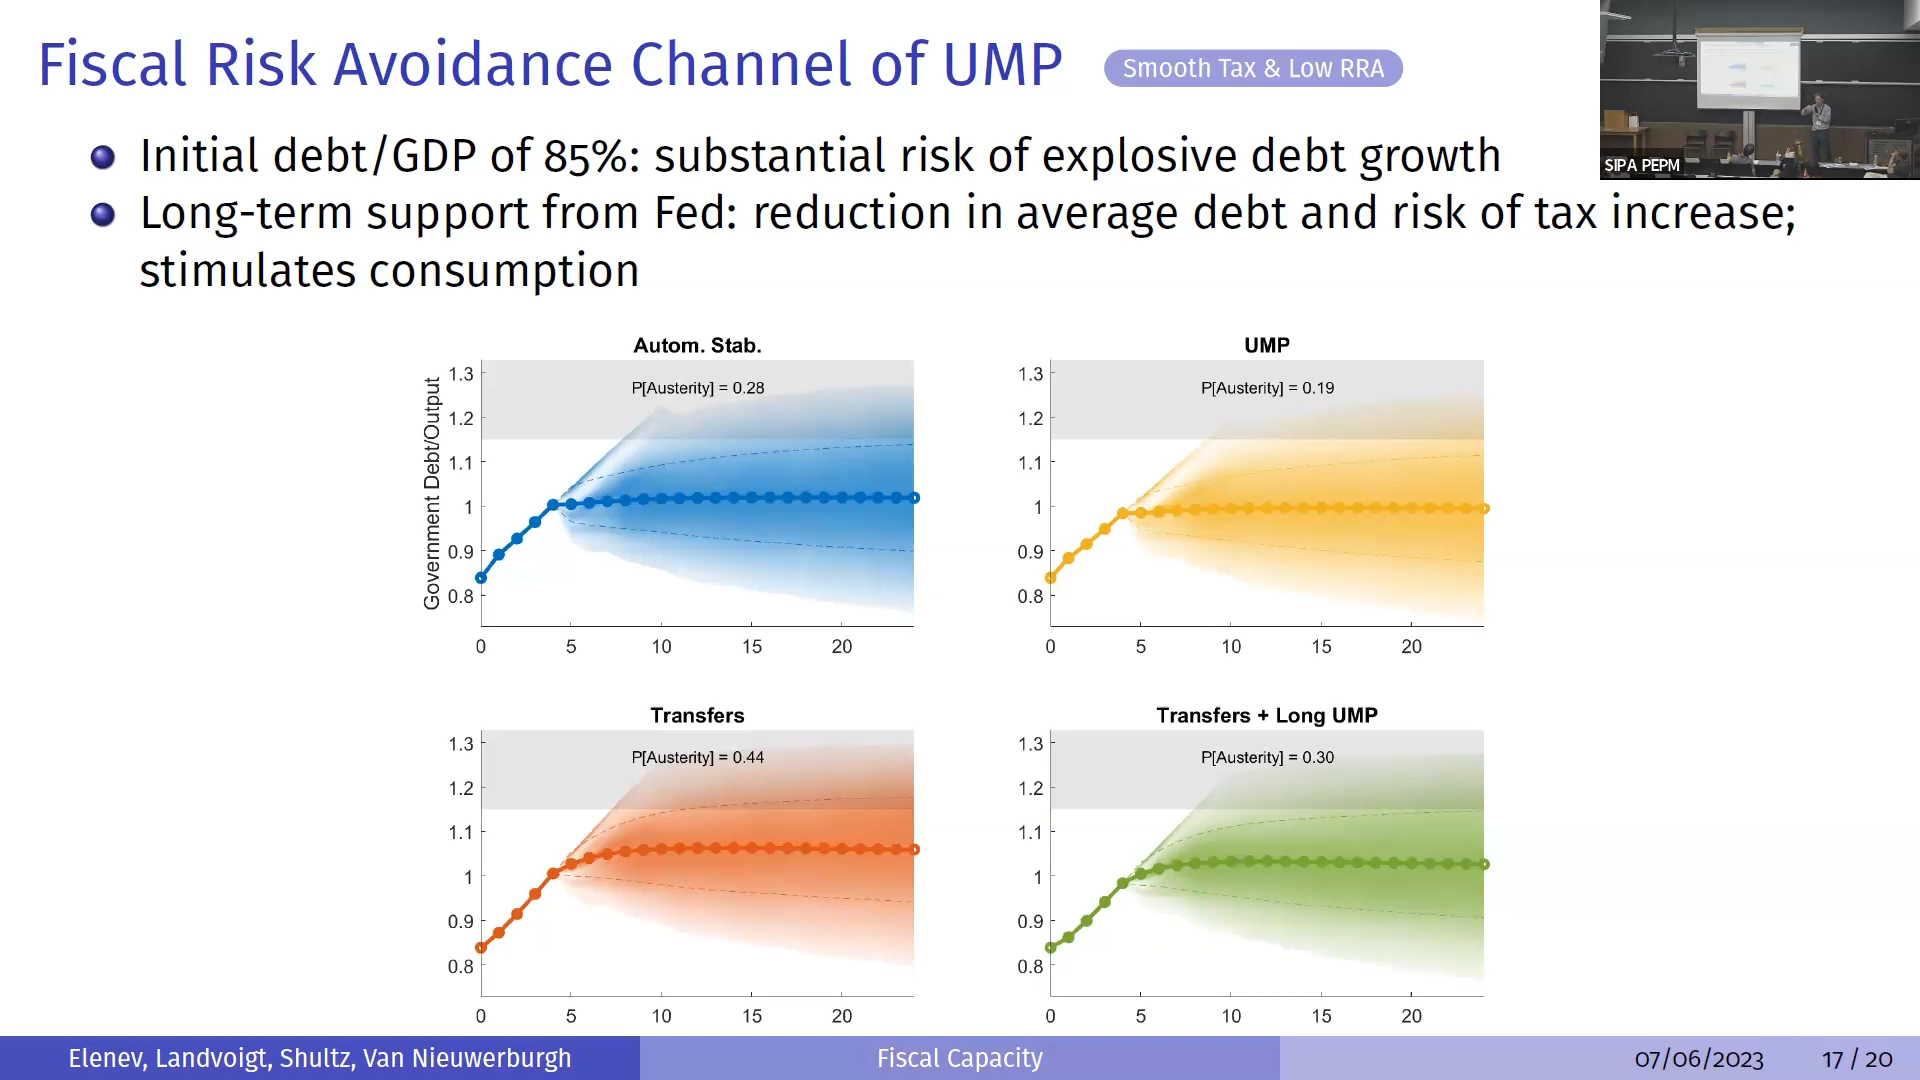 Fiscal Risk Avoidance Channel of UMP
Smooth Tax & Low RRA
SIPA PEPM
Initial debt/GDP of 85%: substantial risk of explosive debt growth
Long-term support from Fed: reduction in average debt and risk of tax increase;
stimulates consumption
Autom. Stab.
P[Austerity] = 0.28
Government Debt/Output
1.3
1.2
1.1
1
0.9
0.8
0 5 10 15 20
UMP
P[Austerity] = 0.19
1.3
1.2
1.1
1
0.9
0.8
0 5 10 15 20
Transfers
P[Austerity] = 0.44
1.3
1.2
1.1
1
0.9
0.8
0 5 10 15 20
Transfers + Long UMP
P[Austerity] = 0.30
1.3
1.2
1.1
1
0.9
0.8
0 5 10 15 20
Elenev, Landvoigt, Shultz, Van Nieuwerburgh
Fiscal Capacity
07/06/2023 17 / 20